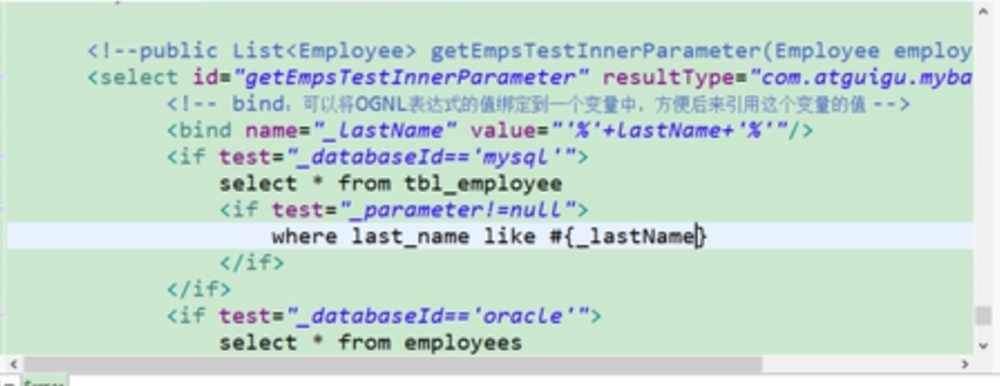 <!--public List<Employee> getEmpsTestInnerParameter(Employee employ
<select id="getEmpsTestInnerParameter" resultType="com.atguigu.myba
<!-- bind：可以将OGNL表达式的值绑定到一个变量中，方便后来引用这个变量的值 -->
<bind name="_lastName" value="'%'+lastName+'%'"/>
<if test="_databaseId=='mysql'">
select * from tbl_employee
<if test="_parameter!=null">
where last_name like #{_lastName}
</if>
</if>
<if test="_databaseId=='oracle'">
select * from employees